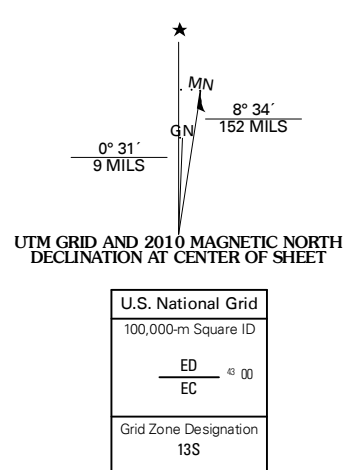 ★
MN
8° 34´
152 MILS
GN
0° 31´
9 MILS
UTM GRID AND 2010 MAGNETIC NORTH
DECLINATION AT CENTER OF SHEET
U.S. National Grid
100,000-m Square ID
ED
43 00
EC
Grid Zone Designation
13S